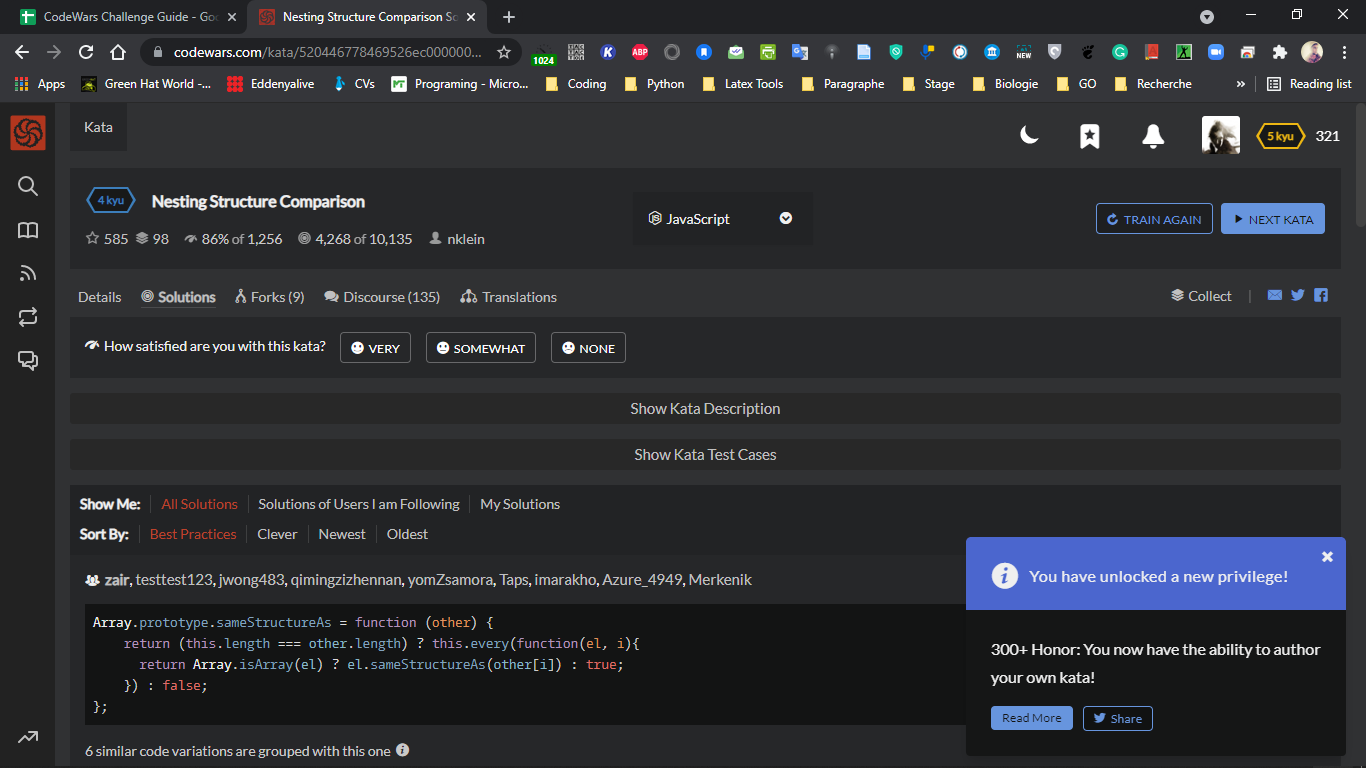 CodeWars Challenge Guide - Goo
Nesting Structure Comparison So
codewars.com/kata/520446778469526ec000000...
1024
ABP
NEW
Apps
Green Hat World -...
Eddenyalive
CVs
Programing - Micro...
Coding
Python
Latex Tools
Paragraphe
Stage
Biologie
GO
Recherche
»
Reading list
Kata
5 kyu
321
4 kyu
Nesting Structure Comparison
JavaScript
TRAIN AGAIN
NEXT KATA
585
98
86% of 1,256
4,268 of 10,135
nklein
Details
Solutions
Forks (9)
Discourse (135)
Translations
Collect
How satisfied are you with this kata?
VERY
SOMEWHAT
NONE
Show Kata Description
Show Kata Test Cases
Show Me:
All Solutions
Solutions of Users I am Following
My Solutions
Sort By:
Best Practices
Clever
Newest
Oldest
zair, testtest123, jwong483, qimingzizhennan, yomZsamora, Taps, imarakho, Azure_4949, Merkenik
Array.prototype.sameStructureAs = function (other) {
return (this.length === other.length) ? this.every(function(el, i){
return Array.isArray(el) ? el.sameStructureAs(other[i]) : true;
}) : false;
};
6 similar code variations are grouped with this one
You have unlocked a new privilege!
300+ Honor: You now have the ability to author
your own kata!
Read More
Share